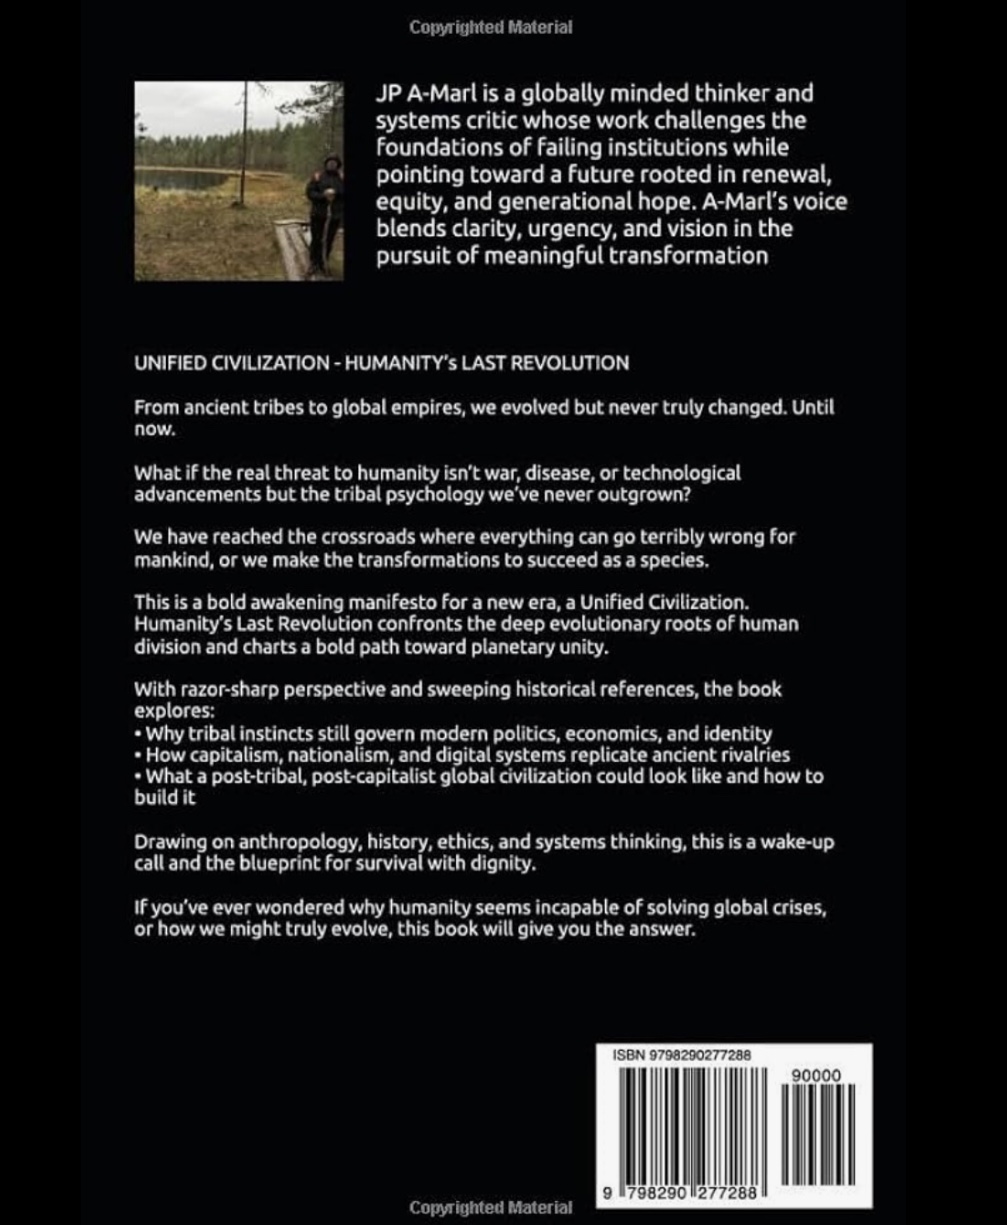 Copyrighted Material
JP A-Marl is a globally minded thinker and
systems critic whose work challenges the
foundations of failing institutions while
pointing toward a future rooted in renewal,
equity, and generational hope. A-Marl's voice
blends clarity, urgency, and vision in the
pursuit of meaningful transformation
UNIFIED CIVILIZATION - HUMANITY's LAST REVOLUTION
From ancient tribes to global empires, we evolved but never truly changed. Until
now.
What if the real threat to humanity isn't war, disease, or technological
advancements but the tribal psychology we've never outgrown?
We have reached the crossroads where everything can go terribly wrong for
mankind, or we make the transformations to succeed as a species.
This is a bold awakening manifesto for a new era, a Unified Civilization.
Humanity's Last Revolution confronts the deep evolutionary roots of human
division and charts a bold path toward planetary unity.
With razor-sharp perspective and sweeping historical references, the book
explores:
• Why tribal instincts still govern modern politics, economics, and identity
• How capitalism, nationalism, and digital systems replicate ancient rivalries
• What a post-tribal, post-capitalist global civilization could look like and how to
build it
Drawing on anthropology, history, ethics, and systems thinking, this is a wake-up
call and the blueprint for survival with dignity.
If you've ever wondered why humanity seems incapable of solving global crises,
or how we might truly evolve, this book will give you the answer.
ISBN 9798290277288
90000
9 798290 277288
Copyrighted Material